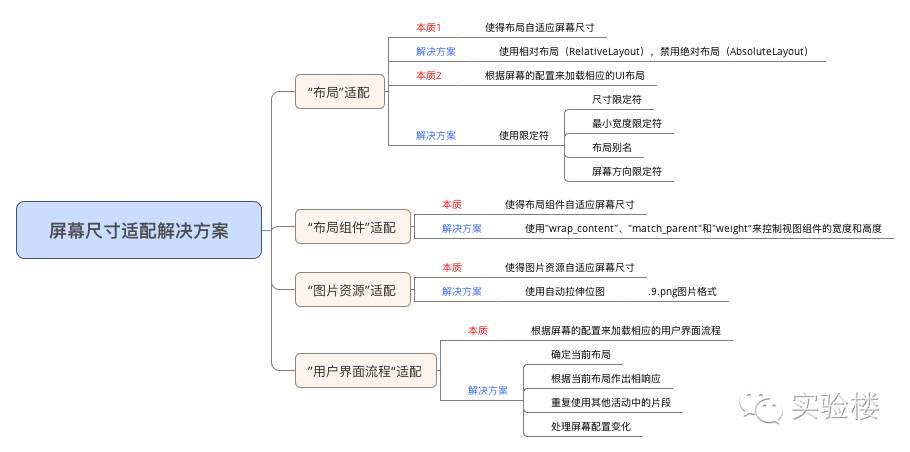 屏幕尺寸适配解决方案
“布局”适配
本质1 使得布局自适应屏幕尺寸
解决方案 使用相对布局（RelativeLayout），禁用绝对布局（AbsoluteLayout）
本质2 根据屏幕的配置来加载相应的UI布局
解决方案 使用限定符
尺寸限定符
最小宽度限定符
布局别名
屏幕方向限定符
“布局组件”适配
本质 使得布局组件自适应屏幕尺寸
解决方案 使用"wrap_content"、"match_parent"和"weight"来控制视图组件的宽度和高度
“图片资源”适配
本质 使得图片资源自适应屏幕尺寸
解决方案 使用自动拉伸位图 .9.png图片格式
”用户界面流程“适配
本质 根据屏幕的配置来加载相应的用户界面流程
解决方案
确定当前布局
根据当前布局作出相响应
重复使用其他活动中的片段
处理屏幕配置变化
实验楼